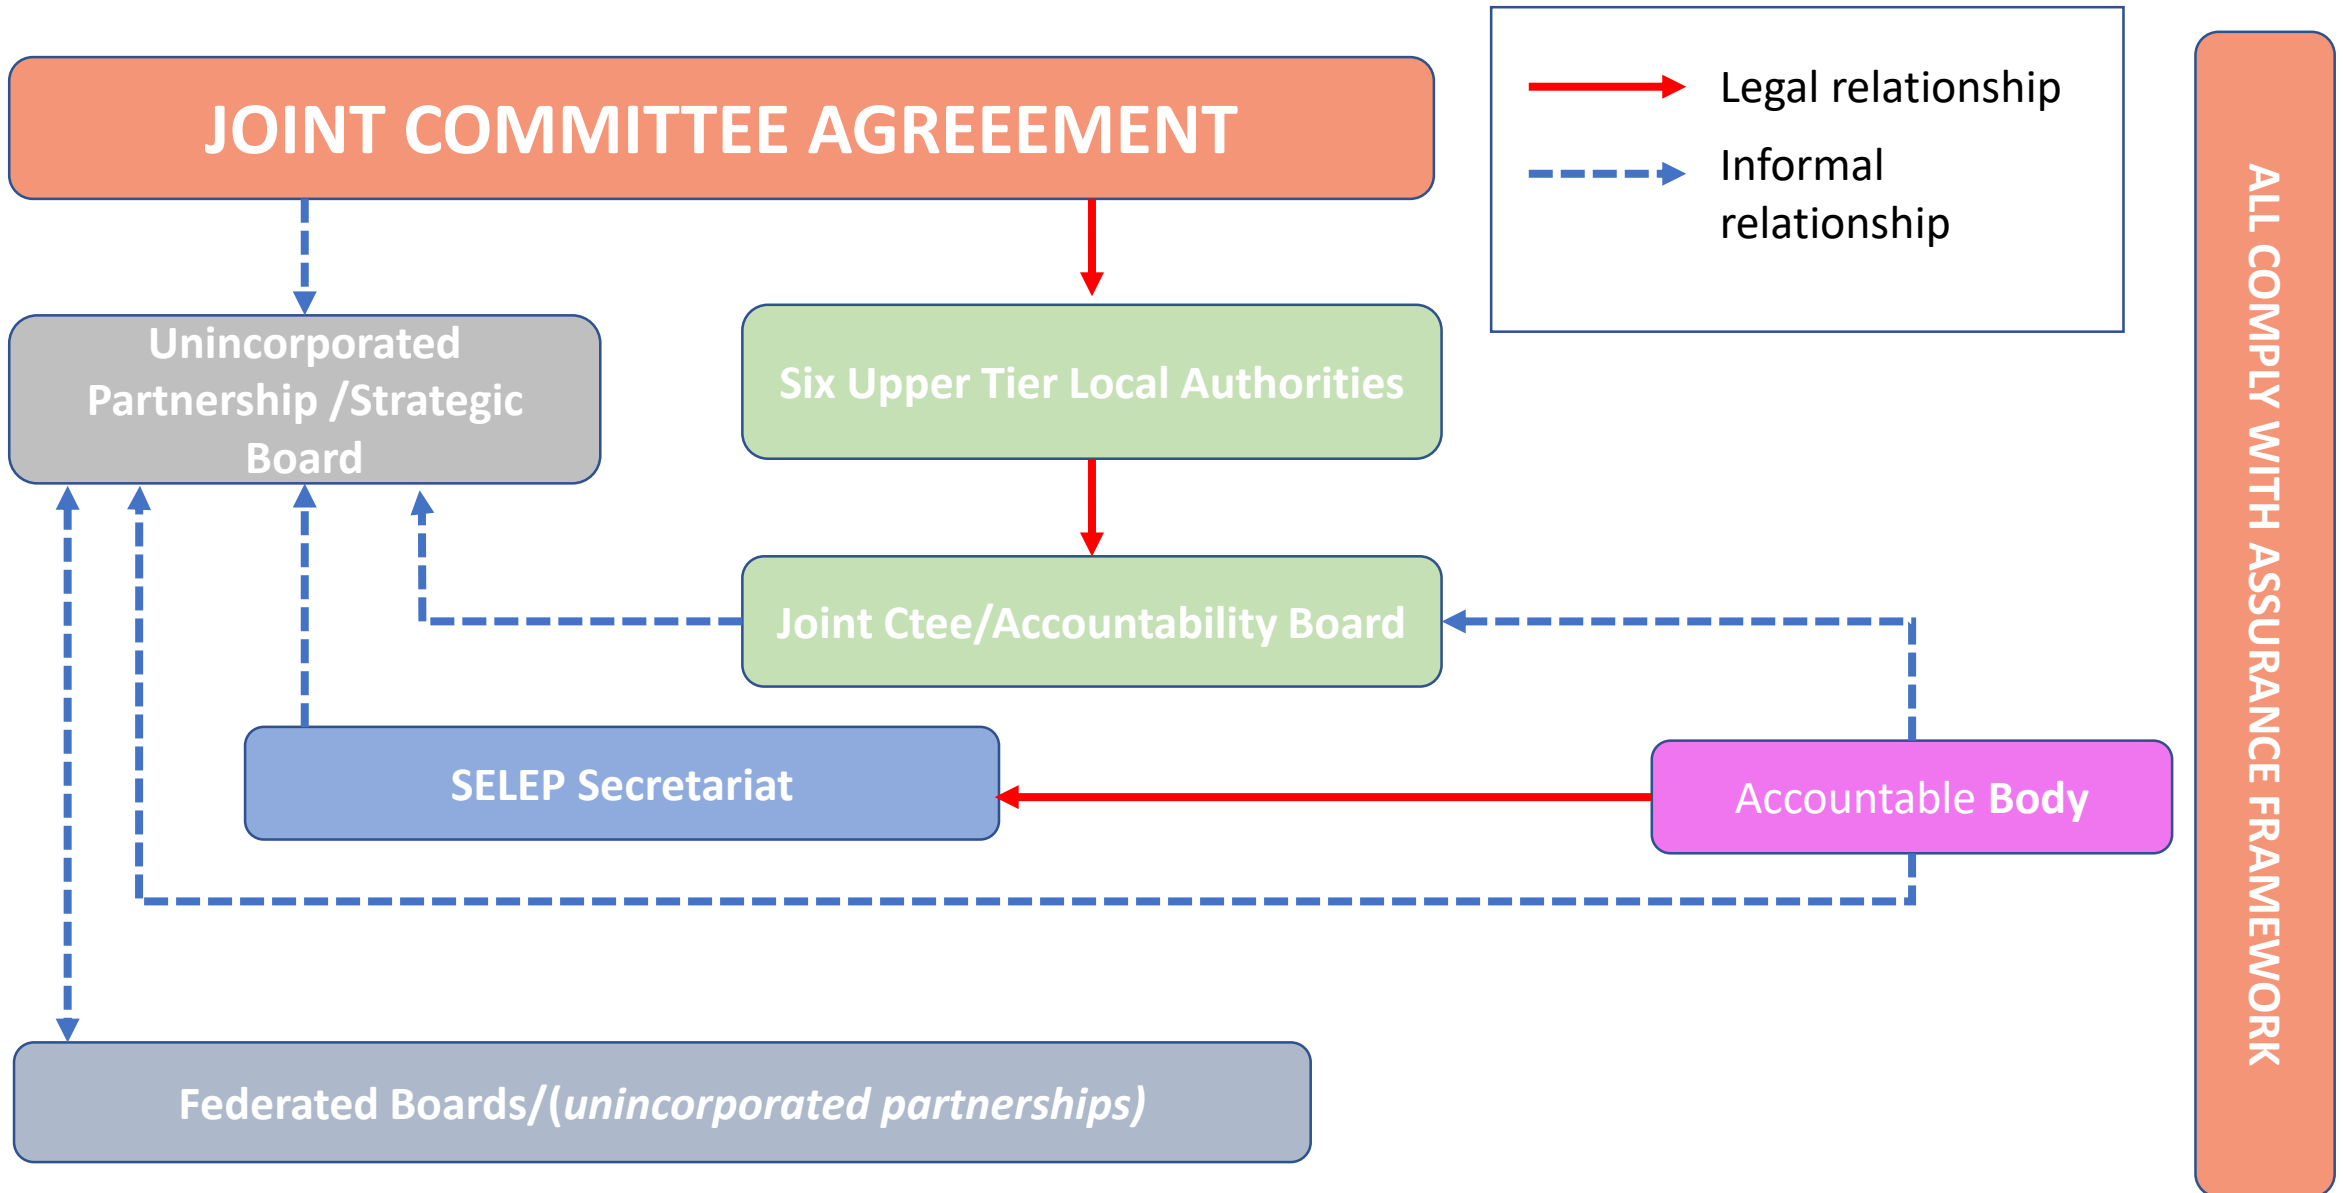 JOINT COMMITTEE AGREEEMENT
Legal relationship
Informal
relationship
Unincorporated
Partnership /Strategic
Board
Six Upper Tier Local Authorities
Joint Ctee/Accountability Board
SELEP Secretariat
Accountable Body
Federated Boards/(unincorporated partnerships)
ALL COMPLY WITH ASSURANCE FRAMEWORK